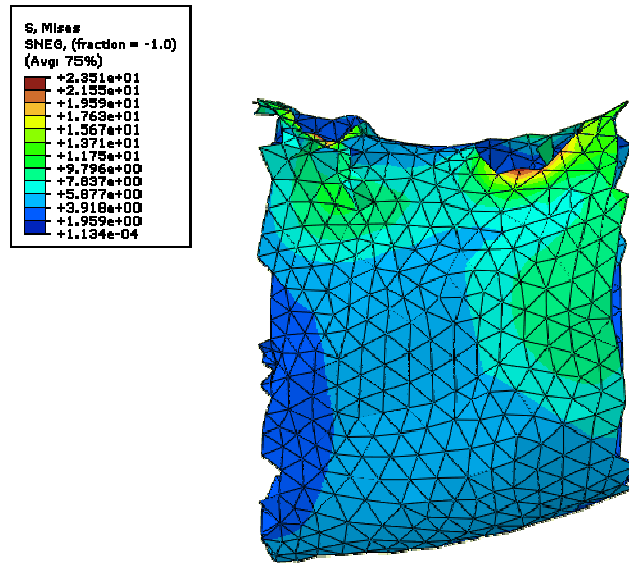 S, Mises
SNEG, (fraction = -1.0)
(Avg: 75%)
+2.351e+01
+2.155e+01
+1.959e+01
+1.763e+01
+1.567e+01
+1.371e+01
+1.175e+01
+9.796e+00
+7.837e+00
+5.877e+00
+3.918e+00
+1.959e+00
+1.134e-04